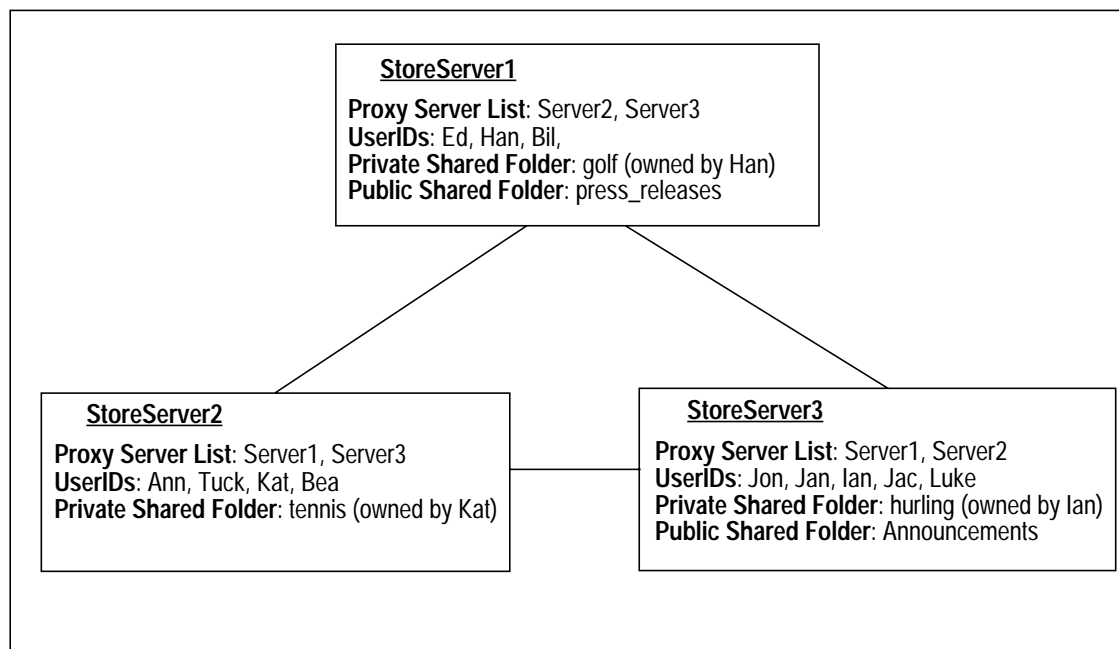 StoreServer1
Proxy Server List: Server2, Server3
UserIDs: Ed, Han, Bil,
Private Shared Folder: golf (owned by Han)
Public Shared Folder: press_releases
StoreServer2
Proxy Server List: Server1, Server3
UserIDs: Ann, Tuck, Kat, Bea
Private Shared Folder: tennis (owned by Kat)
StoreServer3
Proxy Server List: Server1, Server2
UserIDs: Jon, Jan, Ian, Jac, Luke
Private Shared Folder: hurling (owned by Ian)
Public Shared Folder: Announcements